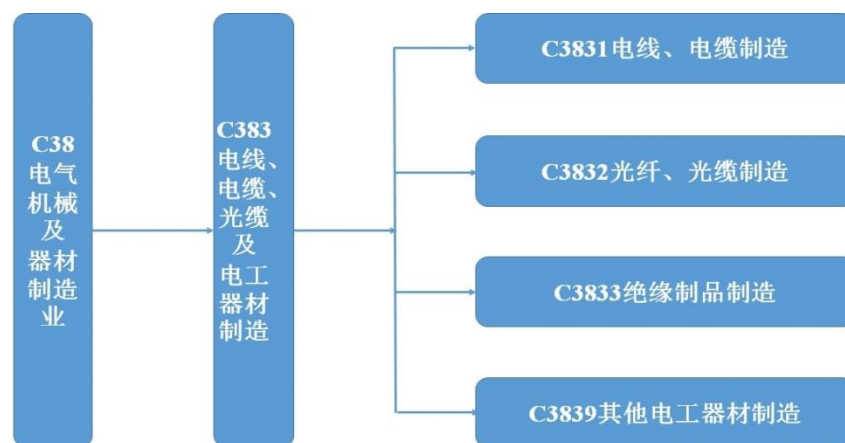 C38
电气
机械
及
器材
制造
业
C383
电线、
电缆、
光缆
及
电工
器材
制造
C3831电线、电缆制造
C3832光纤、光缆制造
C3833绝缘制品制造
C3839其他电工器材制造